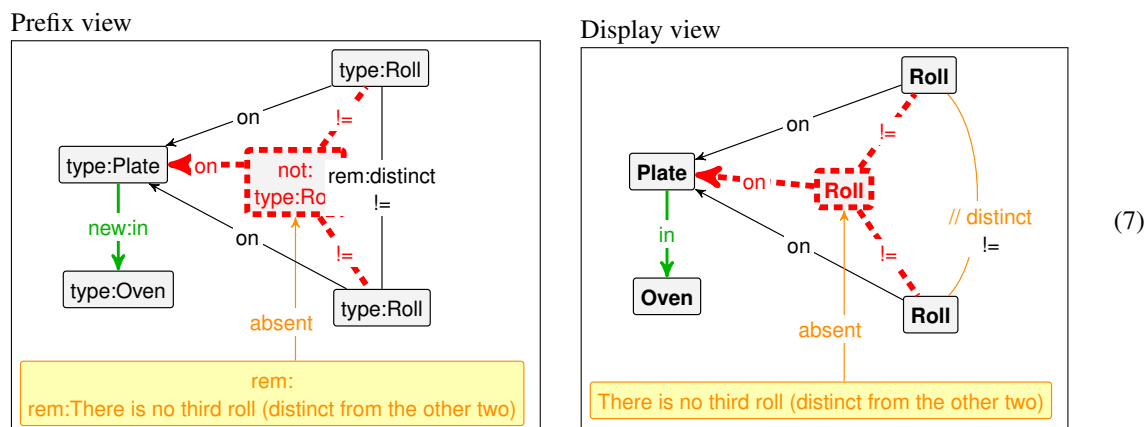 Prefix view
type:Roll
on
!=
type:Plate
on
not:
rem:distinct
!=
new:in
on
!=
type:Oven
type:Roll
absent
rem:
rem:There is no third roll (distinct from the other two)
Display view
Roll
on
!=
Plate
on
Roll
// distinct
!=
in
on
!=
Oven
Roll
absent
There is no third roll (distinct from the other two)
(7)